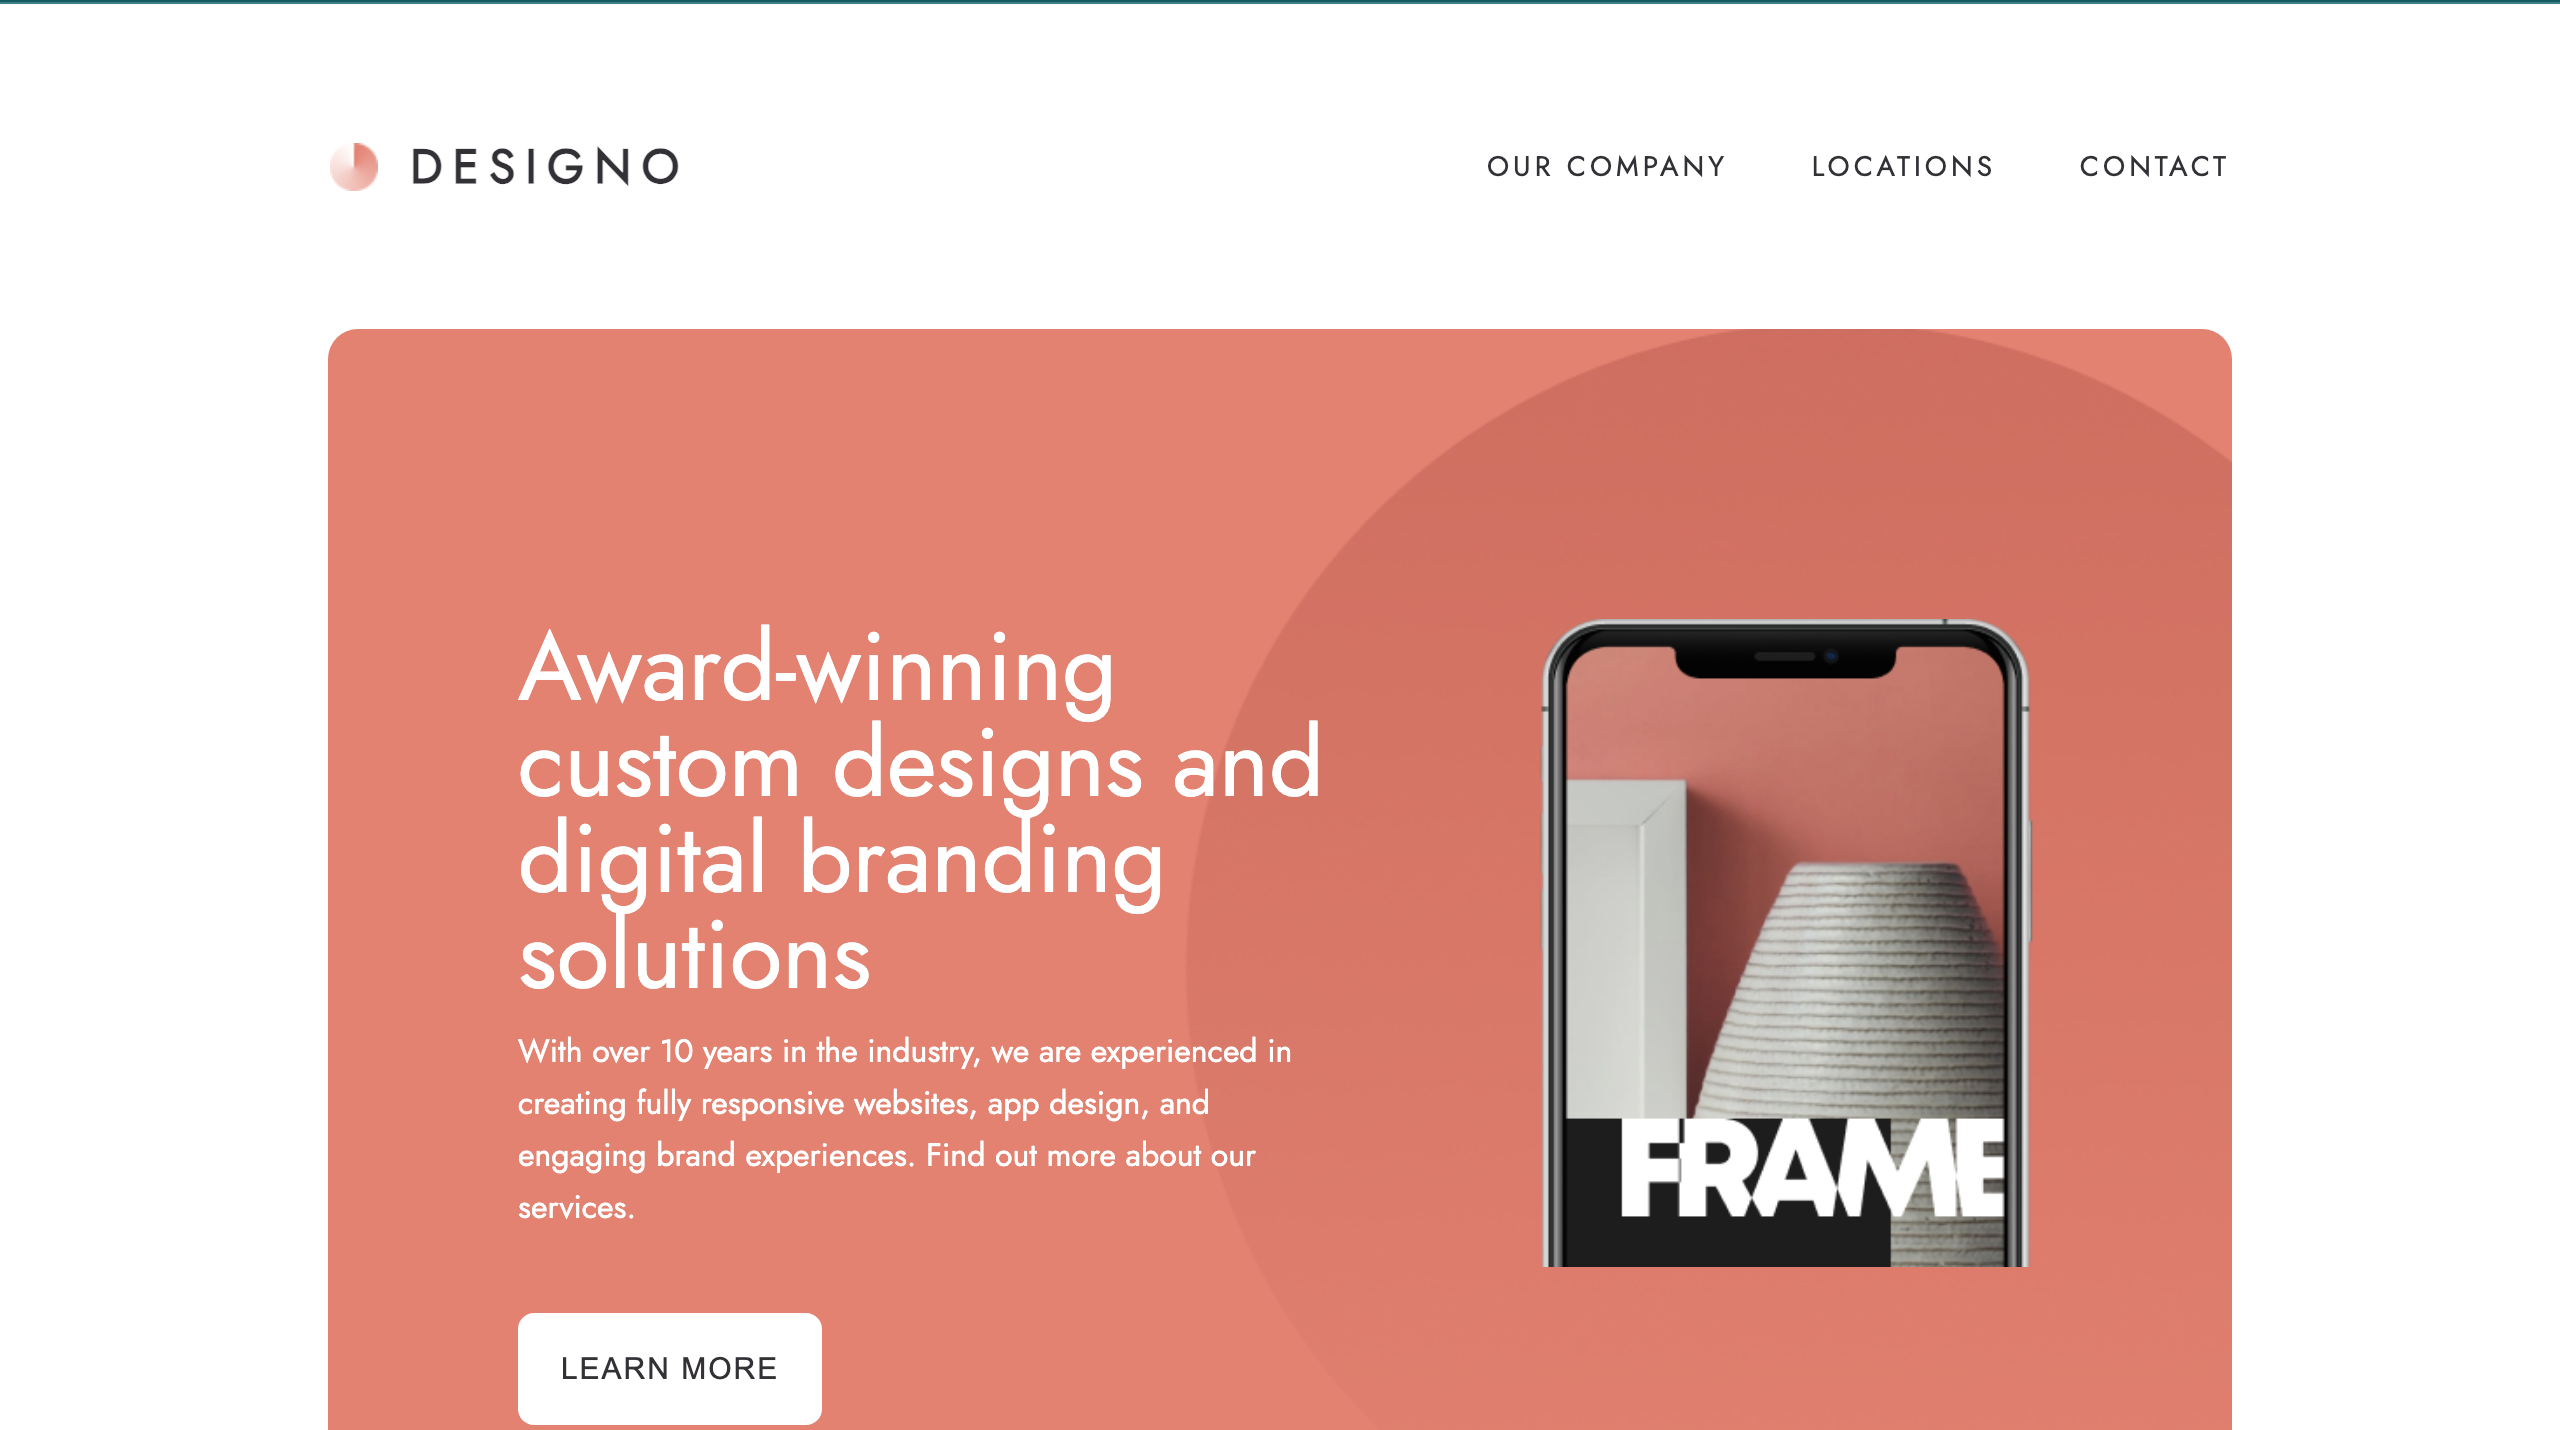 DESIGNO
OUR COMPANY
LOCATIONS
CONTACT
Award-winning
custom designs and
digital branding
solutions
With over 10 years in the industry, we are experienced in
creating fully responsive websites, app design, and
engaging brand experiences. Find out more about our
services.
FRAME
LEARN MORE